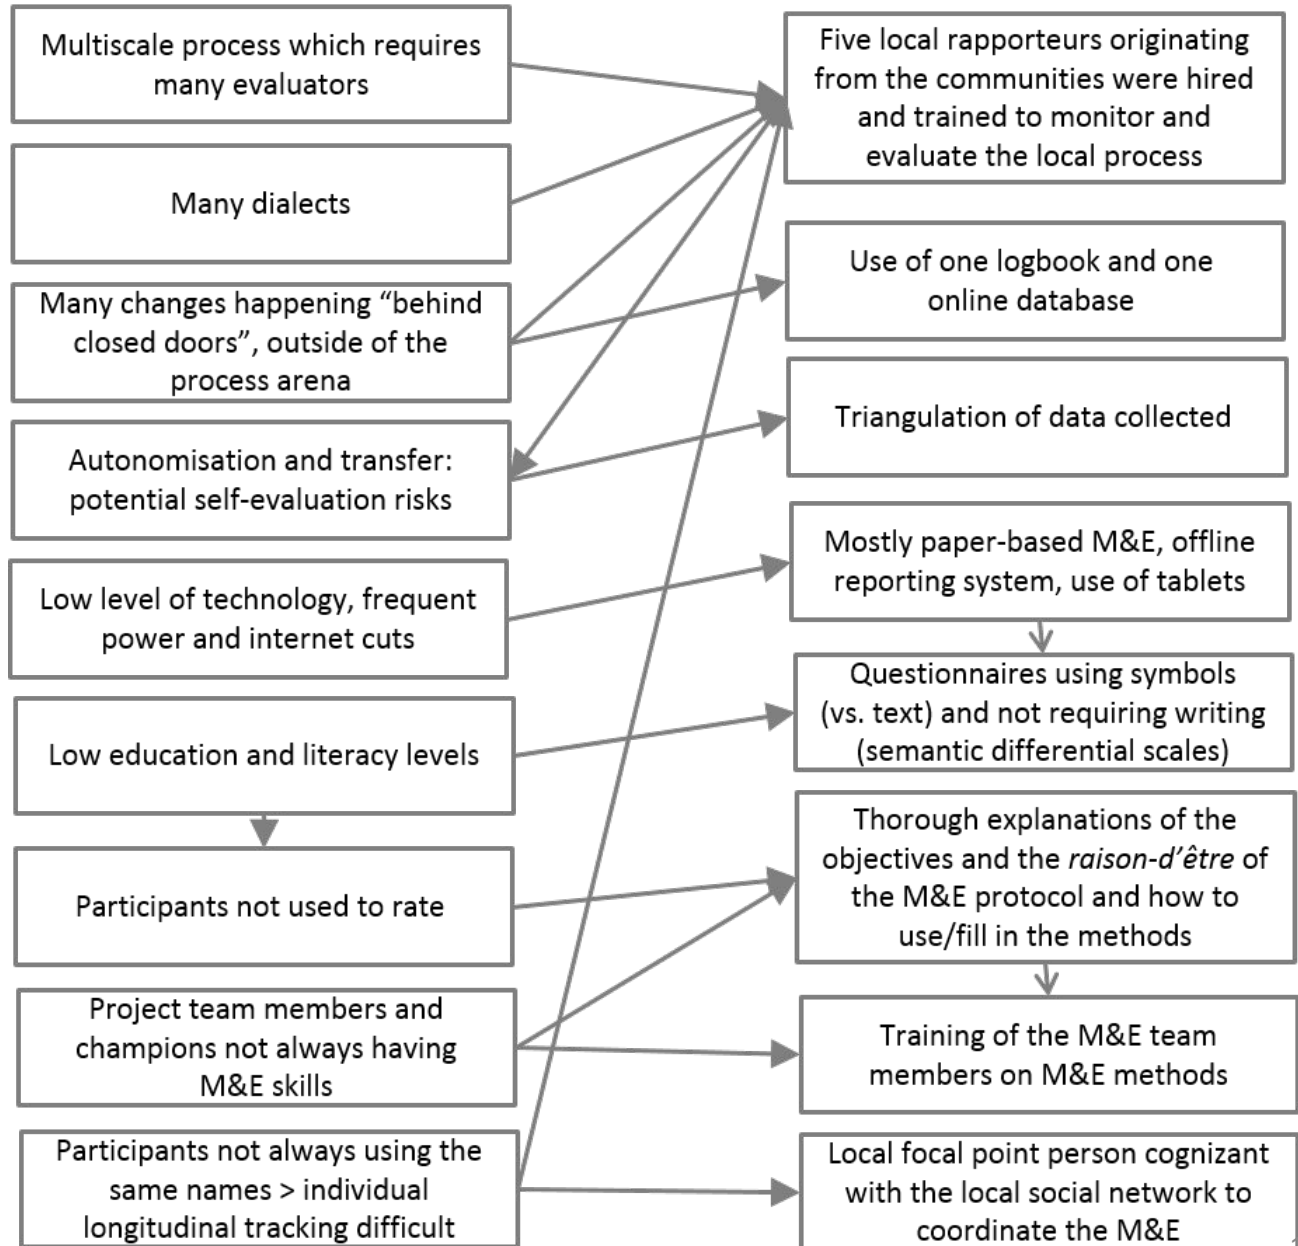 Multiscale process which requires
many evaluators
Many dialects
Many changes happening “behind
closed doors”, outside of the
process arena
Autonomisation and transfer:
potential self-evaluation risks
Low level of technology, frequent
power and internet cuts
Low education and literacy levels
Participants not used to rate
Project team members and
champions not always having
M&E skills
Participants not always using the
same names > individual
longitudinal tracking difficult
Five local rapporteurs originating
from the communities were hired
and trained to monitor and
evaluate the local process
Use of one logbook and one
online database
Triangulation of data collected
Mostly paper-based M&E, offline
reporting system, use of tablets
Questionnaires using symbols
(vs. text) and not requiring writing
(semantic differential scales)
Thorough explanations of the
objectives and the raison-d’être of
the M&E protocol and how to
use/fill in the methods
Training of the M&E team
members on M&E methods
Local focal point person cognizant
with the local social network to
coordinate the M&E